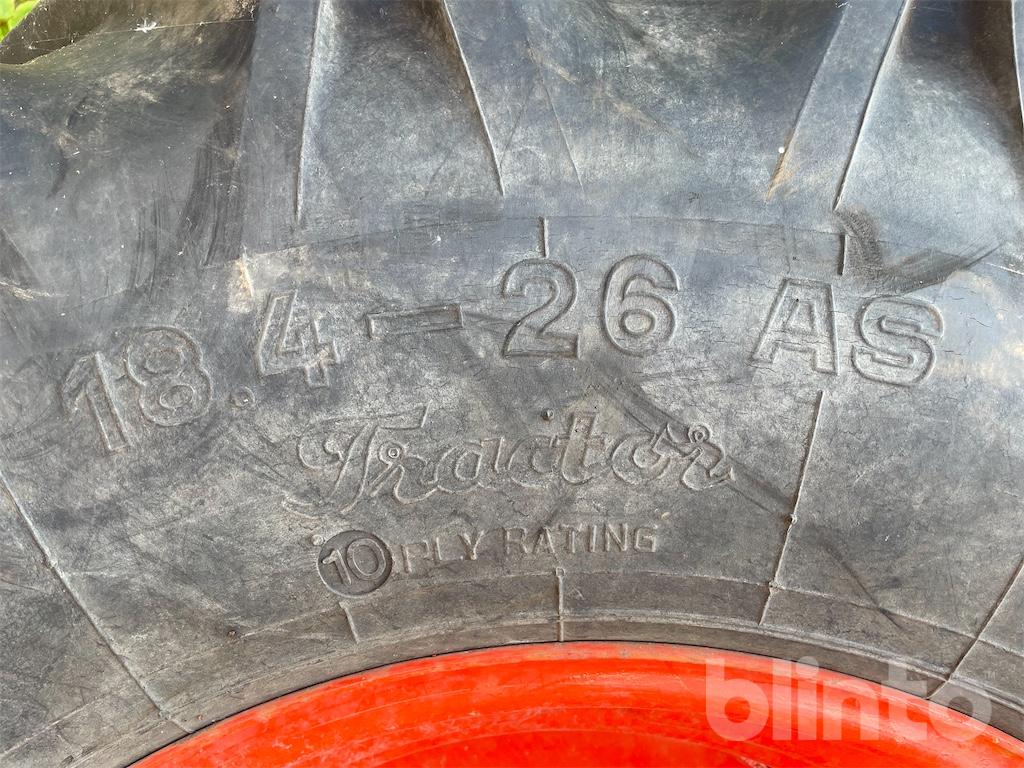 18.4-26 AS
Tractor
10 PLY RATING
blinto